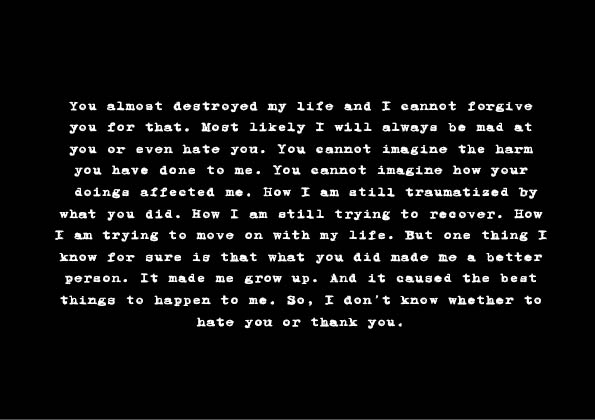 You almost destroyed my life and I cannot forgive
you for that. Most likely I will always be mad at
you or even hate you. You cannot imagine the harm
you have done to me. You cannot imagine how your
doings affected me. How I am still traumatized by
what you did. How I am still trying to recover. How
I am trying to move on with my life. But one thing I
know for sure is that what you did made me a better
person. It made me grow up. And it caused the best
things to happen to me. So, I don't know whether to
hate you or thank you.